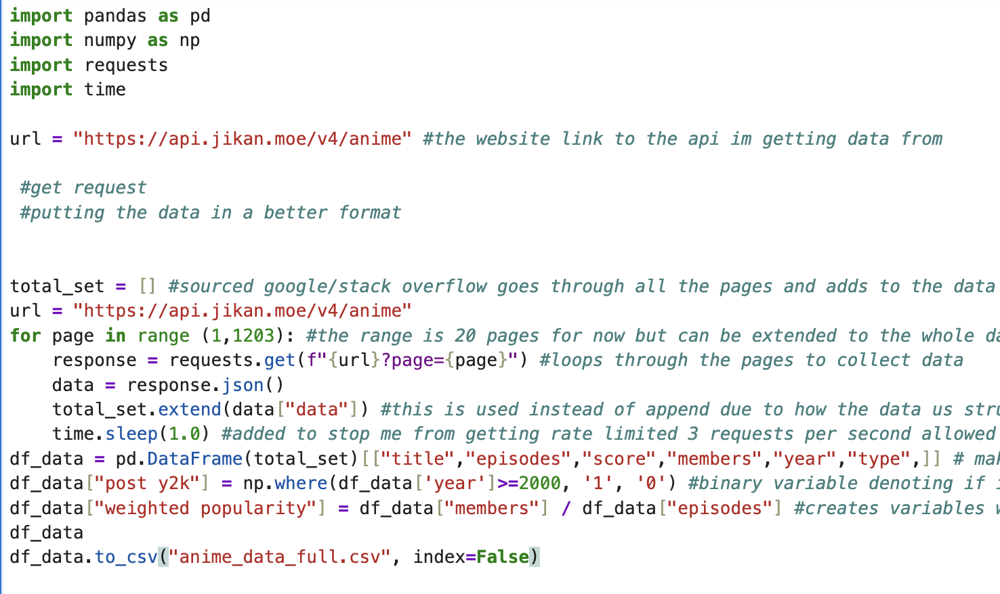 import pandas as pd
import numpy as np
import requests
import time
url = "https://api.jikan.moe/v4/anime" #the website link to the api im getting data from
#get request
#putting the data in a better format
total_set = [] #sourced google/stack overflow goes through all the pages and adds to the data
url = "https://api.jikan.moe/v4/anime"
for page in range (1,1203): #the range is 20 pages for now but can be extended to the whole da
    response = requests.get(f"{url}?page={page}") #loops through the pages to collect data
    data = response.json()
    total_set.extend(data["data"]) #this is used instead of append due to how the data us stru
    time.sleep(1.0) #added to stop me from getting rate limited 3 requests per second allowed
df_data = pd.DataFrame(total_set)[["title","episodes","score","members","year","type",]] # mak
df_data["post y2k"] = np.where(df_data['year']>=2000, '1', '0') #binary variable denoting if i
df_data["weighted popularity"] = df_data["members"] / df_data["episodes"] #creates variables w
df_data
df_data.to_csv("anime_data_full.csv", index=False)